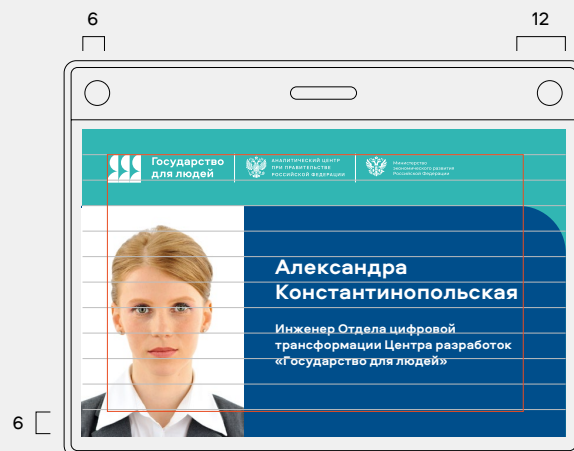 6
12
Государство
для людей
АНАЛИТИЧЕСКИЙ ЦЕНТР
ПРИ ПРАВИТЕЛЬСТВЕ
РОССИЙСКОЙ ФЕДЕРАЦИИ
Министерство
экономического развития
Российской Федерации
Александра
Константинопольская
Инженер Отдела цифровой
трансформации Центра разработок
«Государство для людей»
6